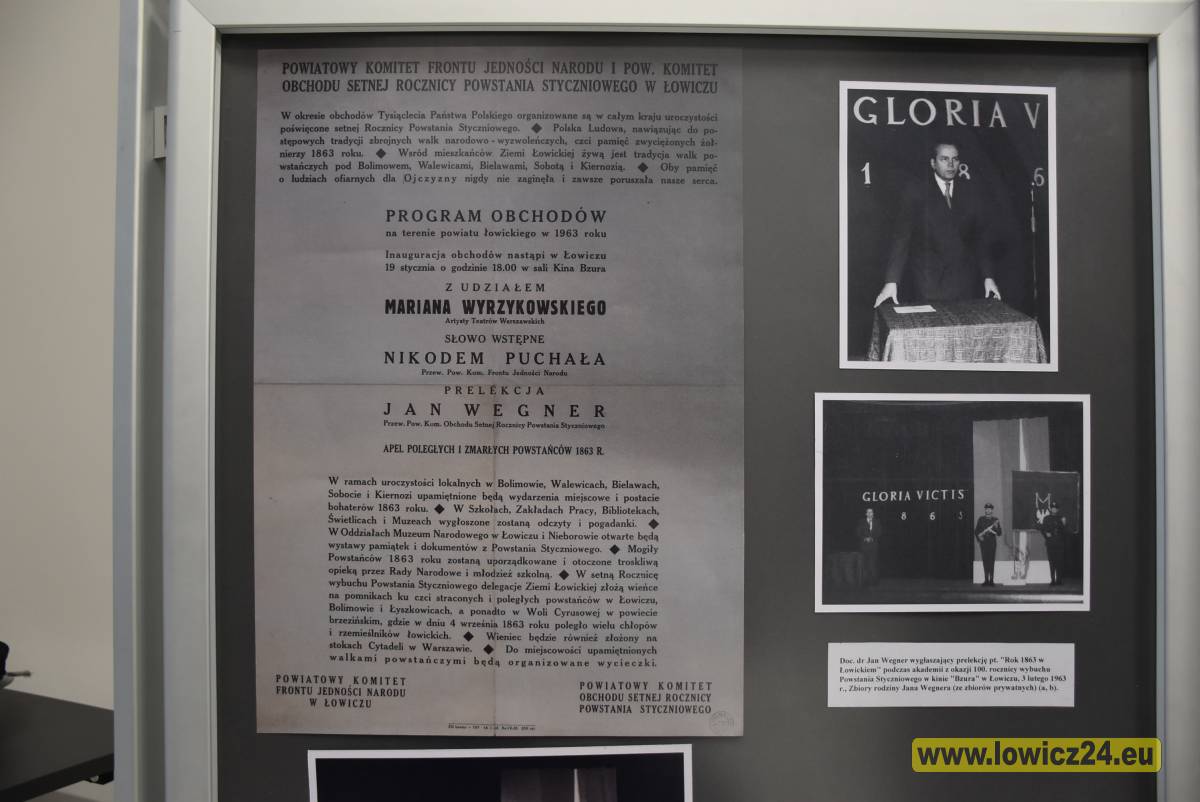 POWIATOWY KOMITET FRONTU JEDNOŚCI NARODU I POW. KOMITET
OBCHODU SETNEJ ROCZNICY POWSTANIA STYCZNIOWEGO W ŁOWICZU
W okresie obchodów Tysiąclecia Państwa Polskiego organizowane są w całym kraju uroczystości
poświęcone setnej Rocznicy Powstania Styczniowego. ◆ Polska Ludowa, nawiązując do po-
stępowych tradycji zbrojnych walk narodowo-wyzwoleńczych, czci pamięć zwyciężonych żoł-
nierzy 1863 roku. ◆ Wsród mieszkańców Ziemi Łowickiej żywą jest tradycja walk po-
wstańczych pod Bolimowem, Walewicami, Bielawami, Sobotą i Kiernozią. ◆ Oby pamięć
o ludziach ofiarnych dla Ojczyzny nigdy nie zaginęła i zawsze poruszała nasze serca.
PROGRAM OBCHODÓW
na terenie powiatu łowickiego w 1963 roku
Inauguracja obchodów nastąpi w Łowiczu
19 stycznia o godzinie 18.00 w sali Kina Bzura
Z UDZIAŁEM
MARIANA WYRZYKOWSKIEGO
Artysty Teatrów Warszawskich
SŁOWO WSTĘPNE
NIKODEM PUCHAŁA
Przew. Pow. Kom. Frontu Jedności Narodu
PRELEKCJA
JAN WEGNER
Przew. Pow. Kom. Obchodu Setnej Rocznicy Powstania Styczniowego
APEL POLEGŁYCH I ZMARŁYCH POWSTAŃCÓW 1863 R.
W ramach uroczystości lokalnych w Bolimowie, Walewicach, Bielawach,
Sobocie i Kiernozi upamiętnione będą wydarzenia miejscowe i postacie
bohaterów 1863 roku. ◆ W Szkołach, Zakładach Pracy, Bibliotekach,
Świetlicach i Muzeach wygłoszone zostaną odczyty i pogadanki. ◆
W Oddziałach Muzeum Narodowego w Łowiczu i Nieborowie otwarte będą
wystawy pamiątek i dokumentów z Powstania Styczniowego. ◆ Mogiły
Powstańców 1863 roku zostaną uporządkowane i otoczone troskliwą
opieką przez Rady Narodowe i młodzież szkolną. ◆ W setną Rocznicę
wybuchu Powstania Styczniowego delegacje Ziemi Łowickiej złożą wieńce
na pomnikach ku czci straconych i poległych powstańców w Łowiczu,
Bolimowie i Łyszkowicach, a ponadto w Woli Cyrusowej w powiecie
brzezińskim, gdzie w dniu 4 września 1863 roku poległo wielu chłopów
i rzemieślników łowickich. ◆ Wieniec będzie również złożony na
stokach Cytadeli w Warszawie. ◆ Do miejscowości upamiętnionych
walkami powstańczymi będą organizowane wycieczki.
POWIATOWY KOMITET
FRONTU JEDNOŚCI NARODU
W ŁOWICZU
POWIATOWY KOMITET
OBCHODU SETNEJ ROCZNICY
POWSTANIA STYCZNIOWEGO
GLORIA V
1 8 6
GLORIA VICTIS
8 6 3
Doc. dr Jan Wegner wygłaszający prelekcję pt. "Rok 1863 w
Łowickiem" podczas akademii z okazji 100. rocznicy wybuchu
Powstania Styczniowego w kinie "Bzura" w Łowiczu, 3 lutego 1963
r., Zbiory rodziny Jana Wegnera (ze zbiorów prywatnych) (a, b).
www.lowicz24.eu